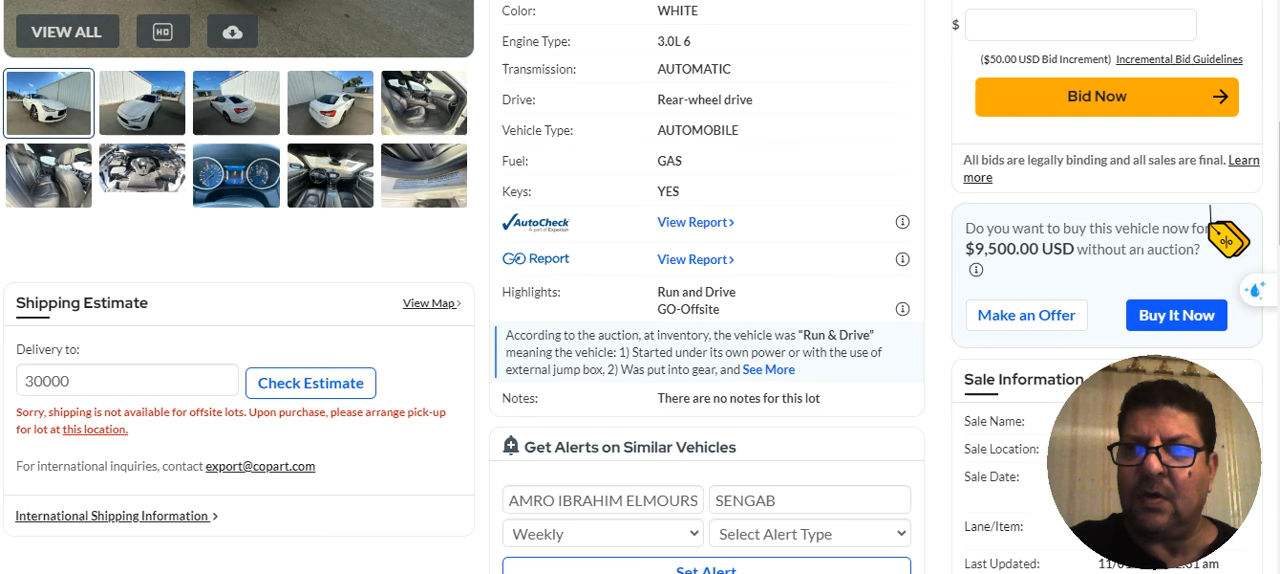 VIEW ALL
HD
Shipping Estimate
View Map
Delivery to:
30000
Check Estimate
Sorry, shipping is not available for offsite lots. Upon purchase, please arrange pick-up
for lot at this location.
For international inquiries, contact export@copart.com
International Shipping Information
Color: WHITE
Engine Type: 3.0L 6
Transmission: AUTOMATIC
Drive: Rear-wheel drive
Vehicle Type: AUTOMOBILE
Fuel: GAS
Keys: YES
AutoCheck View Report
A part of Experian
GO Report View Report
Highlights: Run and Drive
GO-Offsite
According to the auction, at inventory, the vehicle was “Run & Drive”
meaning the vehicle: 1) Started under its own power or with the use of
external jump box, 2) Was put into gear, and See More
Notes: There are no notes for this lot
Get Alerts on Similar Vehicles
AMRO IBRAHIM ELMOURS SENGAB
Weekly Select Alert Type
Set Alert
$
($50.00 USD Bid Increment) Incremental Bid Guidelines
Bid Now
All bids are legally binding and all sales are final. Learn
more
Do you want to buy this vehicle now for
$9,500.00 USD without an auction?
Make an Offer
Buy It Now
Sale Information
Sale Name:
Sale Location:
Sale Date:
Lane/Item:
Last Updated: